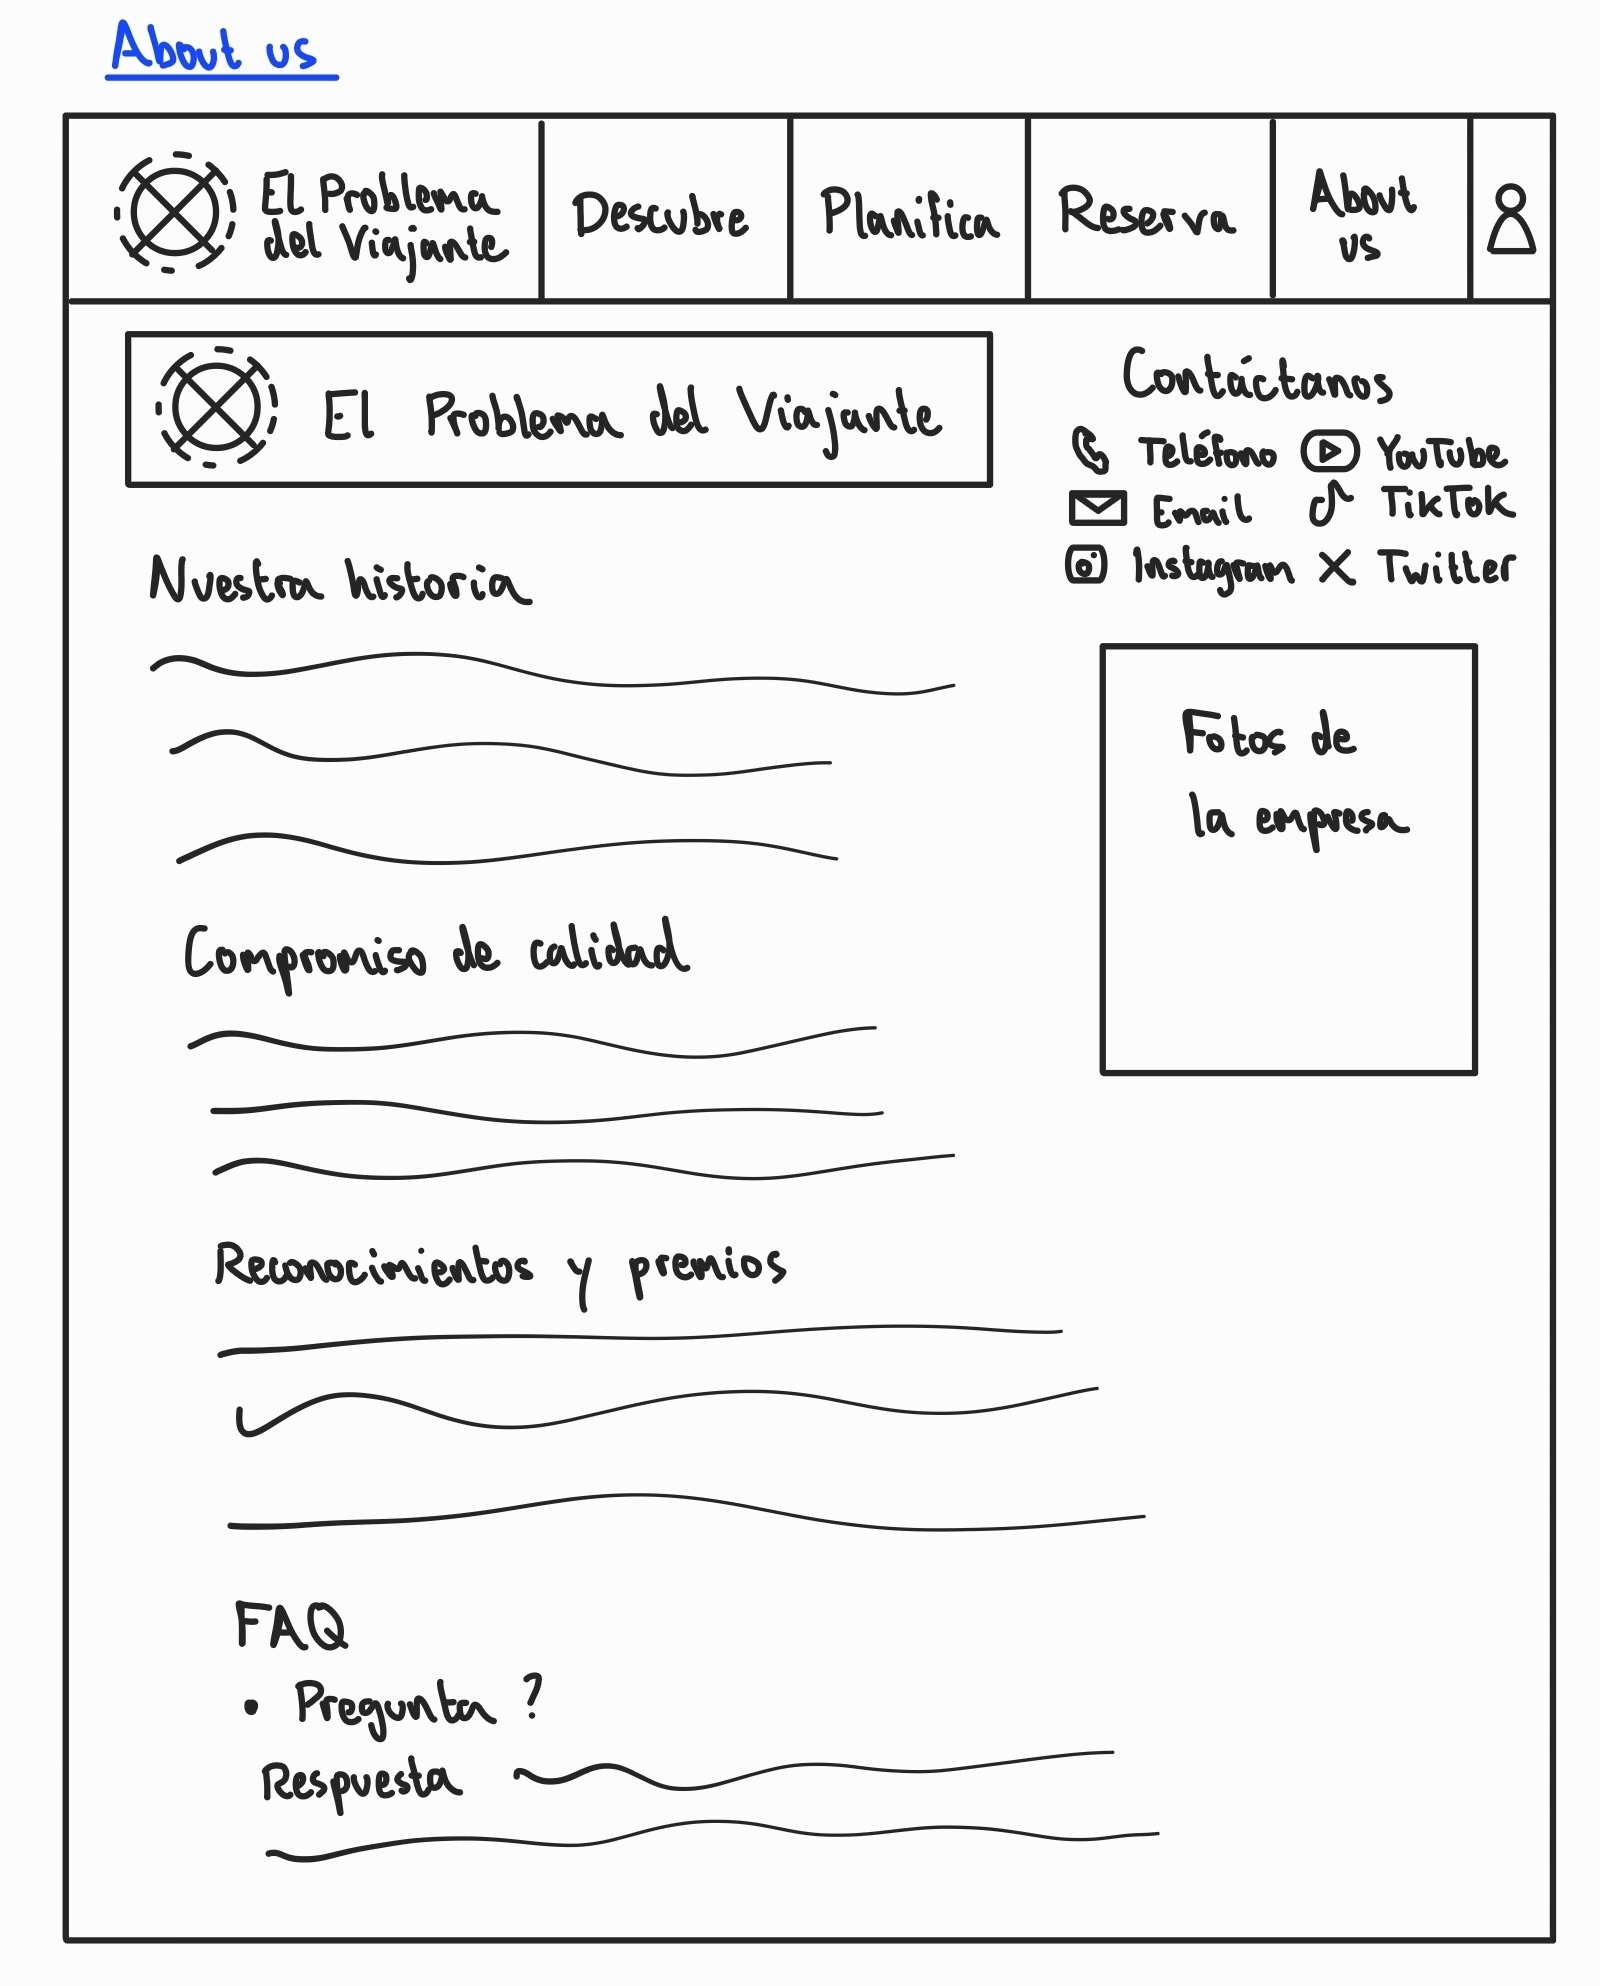 About us
El Problema
del Viajante
Descubre
Planifica
Reserva
About
us
El Problema del Viajante
Contáctanos
Teléfono
YouTube
Email
TikTok
Instagram
Twitter
Nuestra historia
Fotos de
la empresa
Compromiso de calidad
Reconocimientos y premios
FAQ
• Pregunta ?
Respuesta